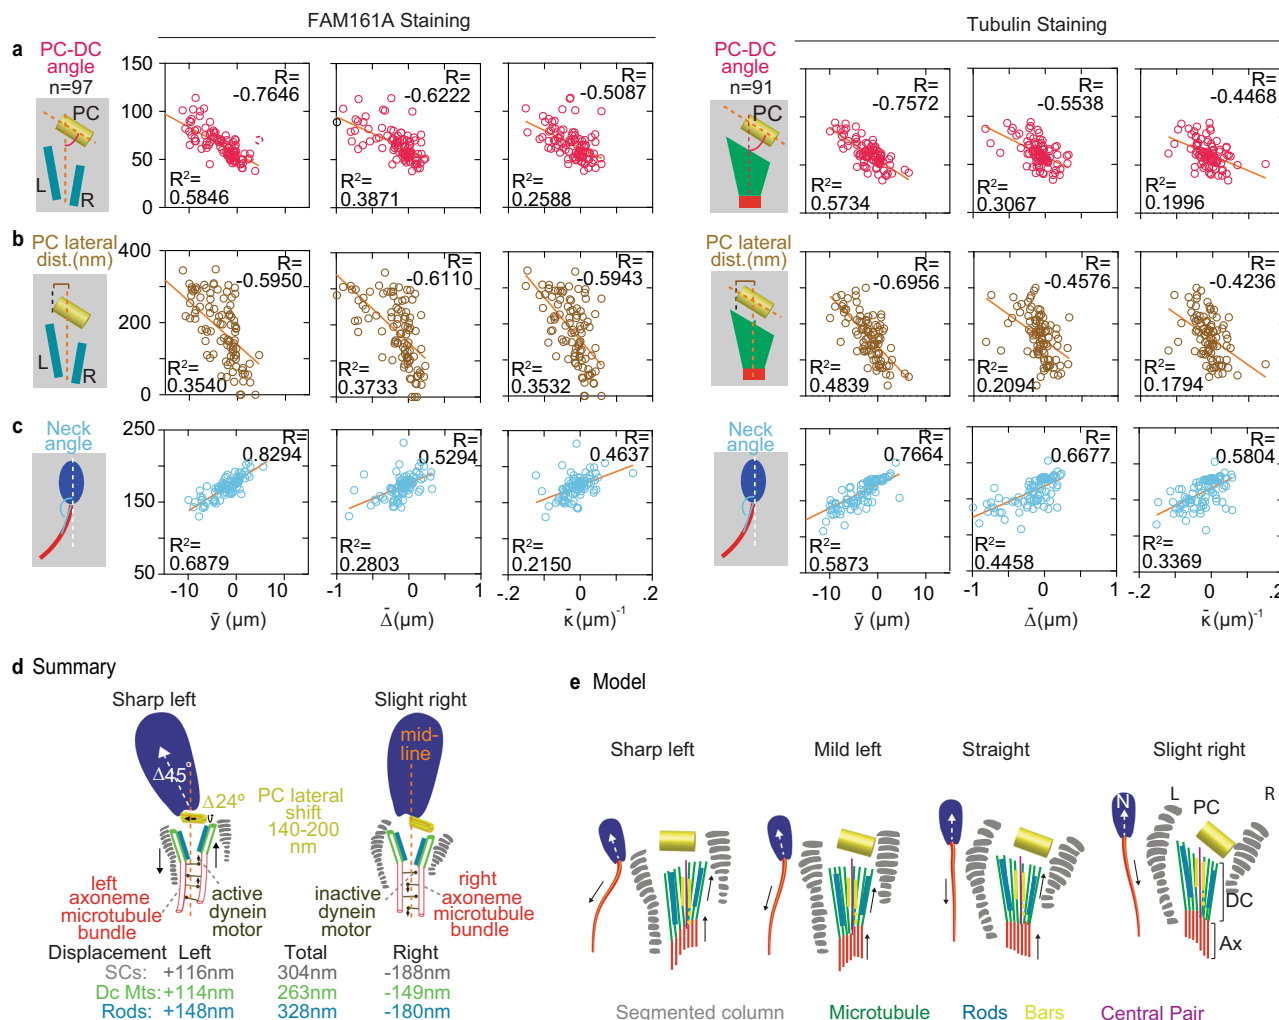 FAM161A Staining
Tubulin Staining
a
PC-DC
angle
n=97
PC
L
R
150
100
50
0
R=
-0.7646
R²=
0.5846
R=
-0.6222
R²=
0.3871
R=
-0.5087
R²=
0.2588
PC-DC
angle
n=91
R=
-0.7572
R²=
0.5734
R=
-0.5538
R²=
0.3067
R=
-0.4468
R²=
0.1996
b
PC lateral
dist.(nm)
L
R
400
200
0
R=
-0.5950
R²=
0.3540
R=
-0.6110
R²=
0.3733
R=
-0.5943
R²=
0.3532
PC lateral
dist.(nm)
R=
-0.6956
R²=
0.4839
R=
-0.4576
R²=
0.2094
R=
-0.4236
R²=
0.1794
c
Neck
angle
250
150
50
R=
0.8294
R²=
0.6879
R=
0.5294
R²=
0.2803
R=
0.4637
R²=
0.2150
Neck
angle
R=
0.7664
R²=
0.5873
R=
0.6677
R²=
0.4458
R=
0.5804
R²=
0.3369
-10 0 10
-1 0 1
-.2 0 .2
-10 0 10
-1 0 1
-.2 0 .2
ȳ (µm)
Δ̄(µm)
κ̄(µm)⁻¹
ȳ (µm)
Δ̄(µm)
κ̄(µm)⁻¹
d Summary
Sharp left
Slight right
mid-
line
Δ45°
Δ24º
PC lateral
shift
140-200
nm
left
axoneme
microtubule
bundle
active
dynein
motor
inactive
dynein
motor
right
axoneme
microtubule
bundle
Displacement Left Total Right
SCs: +116nm 304nm -188nm
Dc Mts: +114nm 263nm -149nm
Rods: +148nm 328nm -180nm
e Model
Sharp left
Mild left
Straight
Slight right
N
L
R
PC
DC
Ax
Segmented column Microtubule Rods Bars Central Pair